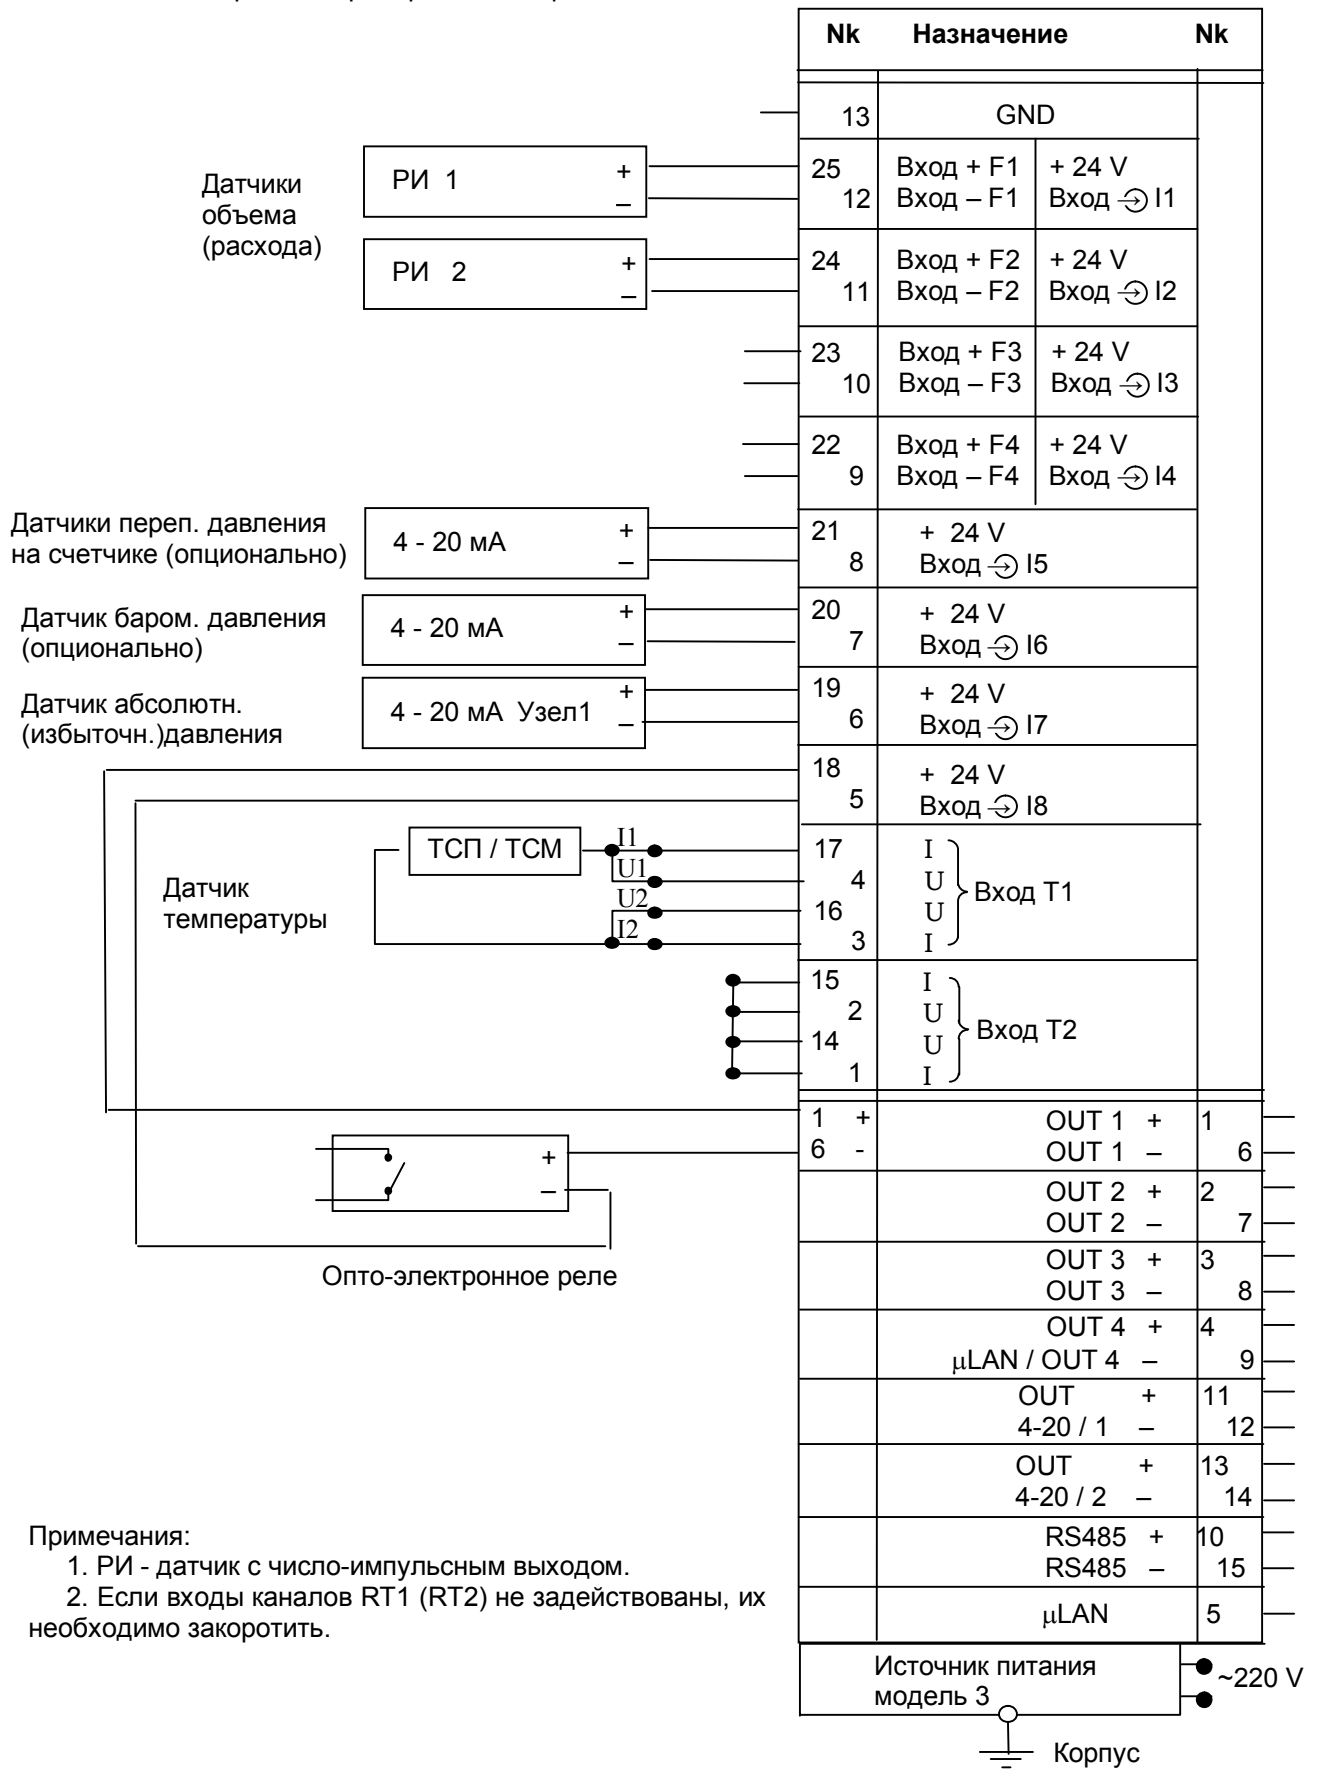 Nk Назначение Nk
13 GND
Датчики
объема
(расхода)
РИ 1 + –
25 Вход + F1 + 24 V
12 Вход – F1 Вход I1
РИ 2 + –
24 Вход + F2 + 24 V
11 Вход – F2 Вход I2
23 Вход + F3 + 24 V
10 Вход – F3 Вход I3
22 Вход + F4 + 24 V
9 Вход – F4 Вход I4
Датчики переп. давления
на счетчике (опционально)
4 - 20 мА + –
21 + 24 V
8 Вход I5
Датчик баром. давления
(опционально)
4 - 20 мА + –
20 + 24 V
7 Вход I6
Датчик абсолютн.
(избыточн.)давления
4 - 20 мА Узел1 + –
19 + 24 V
6 Вход I7
18 + 24 V
5 Вход I8
Датчик
температуры
ТСП / ТСМ
I1
U1
U2
I2
17 I
4 U
16 U
3 I
Вход T1
15 I
2 U
14 U
1 I
Вход T2
1 + OUT 1 + 1
6 - OUT 1 – 6
+
–
Опто-электронное реле
OUT 2 + 2
OUT 2 – 7
OUT 3 + 3
OUT 3 – 8
OUT 4 + 4
µLAN / OUT 4 – 9
OUT + 11
4-20 / 1 – 12
OUT + 13
4-20 / 2 – 14
RS485 + 10
RS485 – 15
µLAN 5
Примечания:
1. РИ - датчик с число-импульсным выходом.
2. Если входы каналов RT1 (RT2) не задействованы, их
необходимо закоротить.
Источник питания
модель 3
~220 V
Корпус